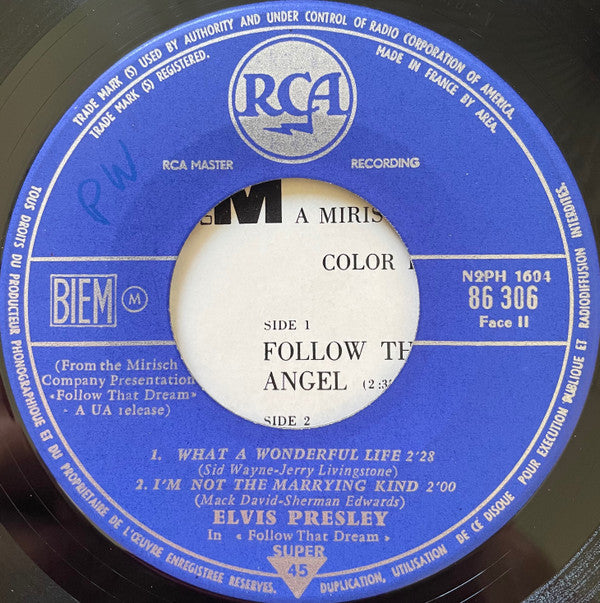 TRADE MARK (S) USED BY AUTHORITY AND UNDER CONTROL OF RADIO CORPORATION OF AMERICA.
TRADE MARK (S) REGISTERED.
MADE IN FRANCE BY AREA.
RCA
RCA MASTER RECORDING
PW
M A MIRIS
COLOR
SIDE 1
FOLLOW TH
ANGEL (2:3
SIDE 2
BIEM M
NOPH 1604
86 306
Face II
(From the Mirisch
Company Presentation
«Follow That Dream»
- A UA release)
1. WHAT A WONDERFUL LIFE 2'28
(Sid Wayne-Jerry Livingstone)
2. I'M NOT THE MARRYING KIND 2'00
(Mack David-Sherman Edwards)
ELVIS PRESLEY
In « Follow That Dream »
SUPER
45
TOUS DROITS DU PRODUCTEUR PHONOGRAPHIQUE ET DU PROPRIETAIRE DE L'ŒUVRE ENREGISTREE RESERVES. DUPLICATION, UTILISATION DE CE DISQUE POUR EXECUTION PUBLIQUE ET RADIODIFFUSION INTERDITES.